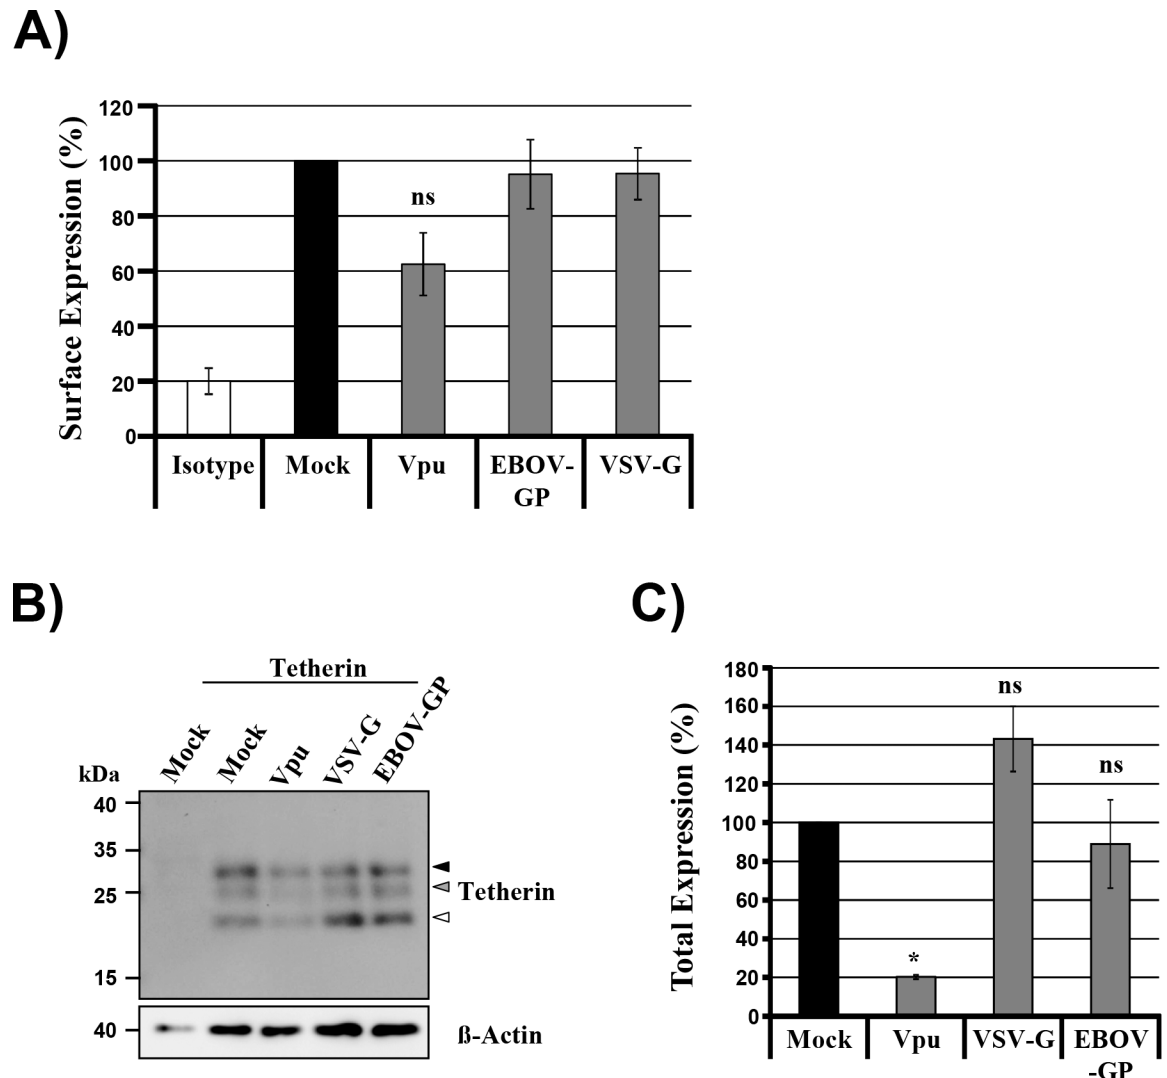 A)
Surface Expression (%)
120
100
80
60
40
20
0
ns
Isotype
Mock
Vpu
EBOV-
GP
VSV-G
B)
Tetherin
Mock
Mock
Vpu
VSV-G
EBOV-GP
kDa
40
35
25
15
40
Tetherin
ß-Actin
C)
Total Expression (%)
180
160
140
120
100
80
60
40
20
0
*
ns
ns
Mock
Vpu
VSV-G
EBOV
-GP